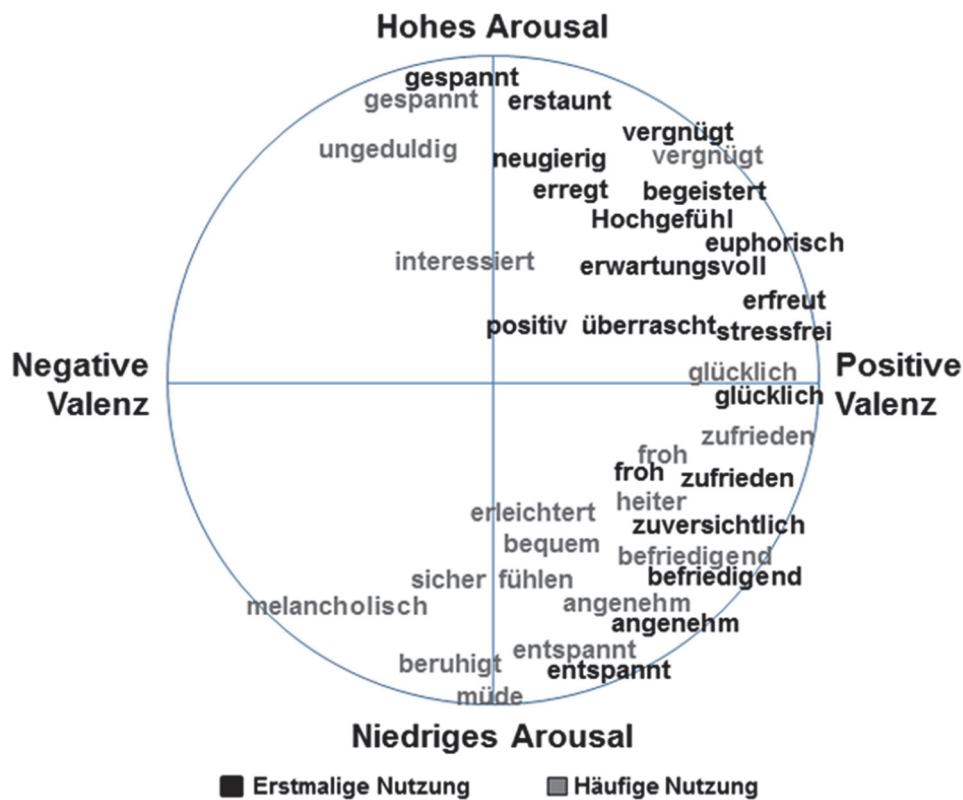 Hohes Arousal
gespannt
gespannt
erstaunt
vergnügt
ungeduldig
neugierig
vergnügt
erregt
begeistert
Hochgefühl
euphorisch
interessiert
erwartungsvoll
erfreut
positiv überrascht
stressfrei
Negative
Valenz
Positive
Valenz
glücklich
glücklich
zufrieden
froh
froh
zufrieden
heiter
erleichtert
zuversichtlich
bequem
befriedigend
sicher fühlen
befriedigend
melancholisch
angenehm
angenehm
entspannt
beruhigt
entspannt
müde
Niedriges Arousal
Erstmalige Nutzung
Häufige Nutzung